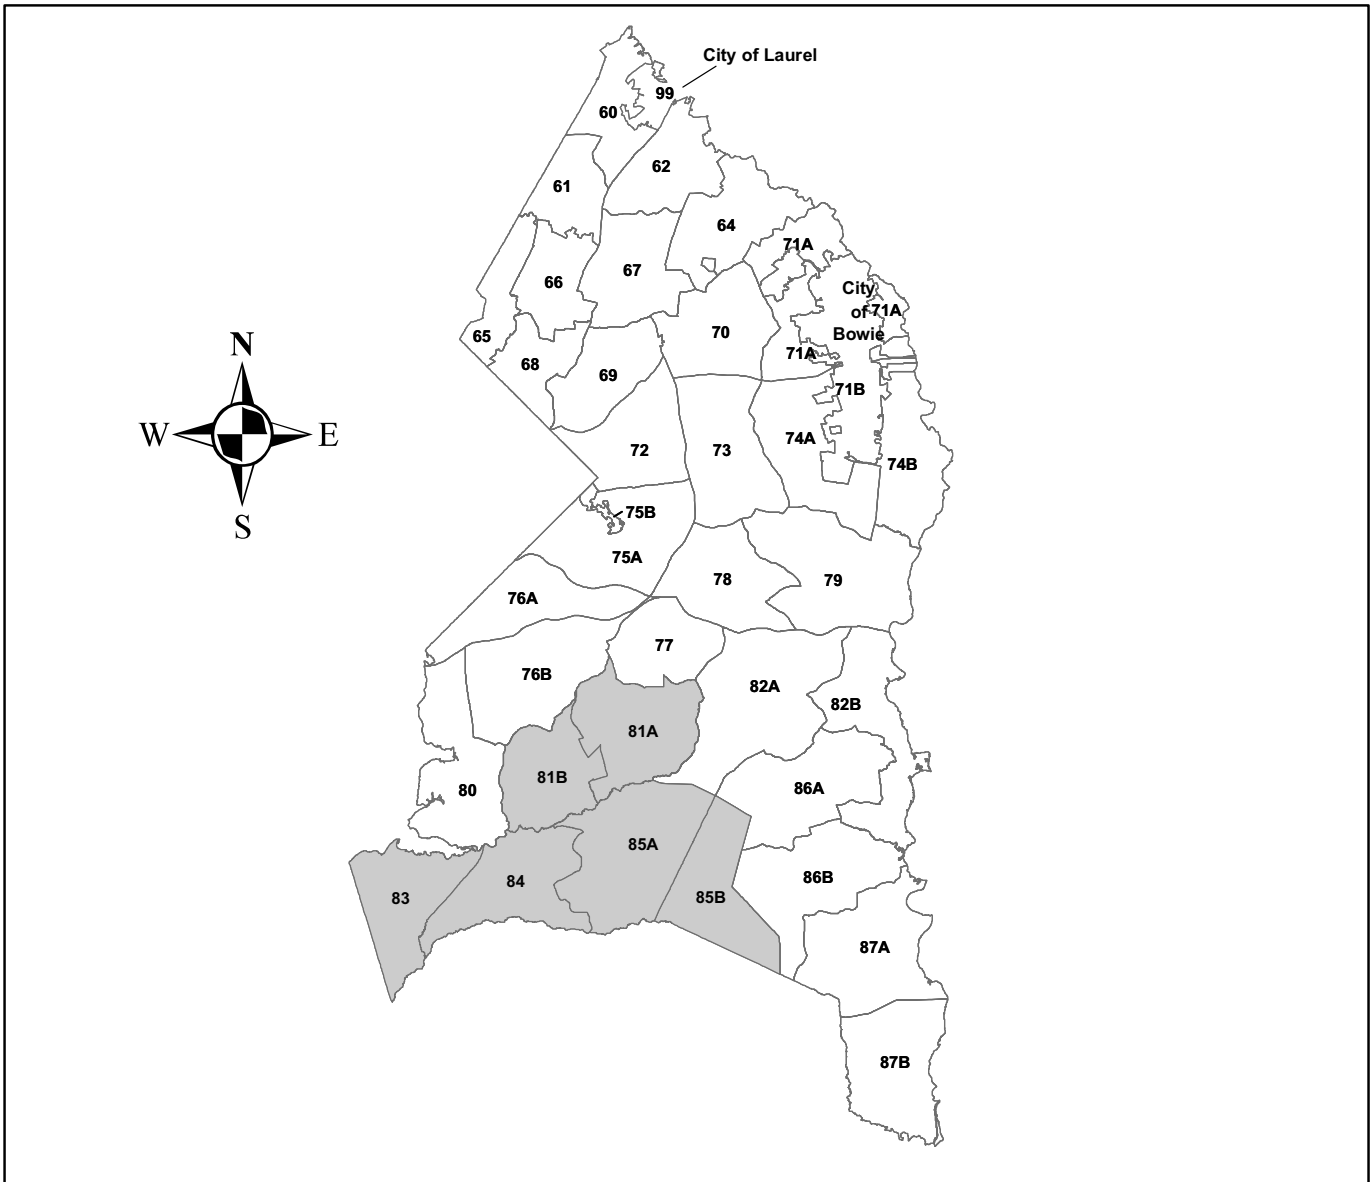 City of Laurel
99
60
62
61
64
71A
67
66
City
of
Bowie
71A
65
70
68
71A
69
71B
74A
72
73
74B
75B
75A
78
79
76A
77
76B
82A
82B
81A
81B
80
86A
85A
86B
84
83
85B
87A
87B
N
W
E
S